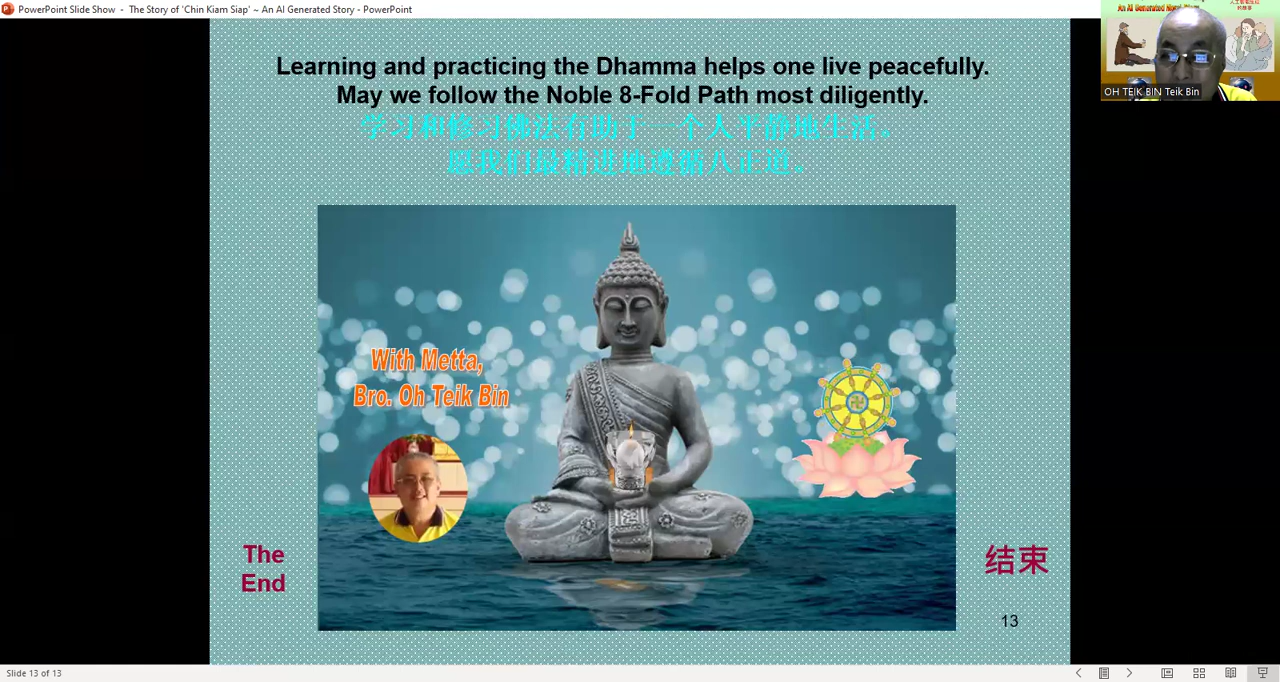 PowerPoint Slide Show - The Story of 'Chin Kiam Siap' ~ An AI Generated Story - PowerPoint
OH TEIK BIN Teik Bin
Learning and practicing the Dhamma helps one live peacefully.
May we follow the Noble 8-Fold Path most diligently.
学习和修习佛法有助于一个人平静地生活。
愿我们最精进地遵循八正道。
With Metta,
Bro. Oh Teik Bin
The
End
结束
13
Slide 13 of 13